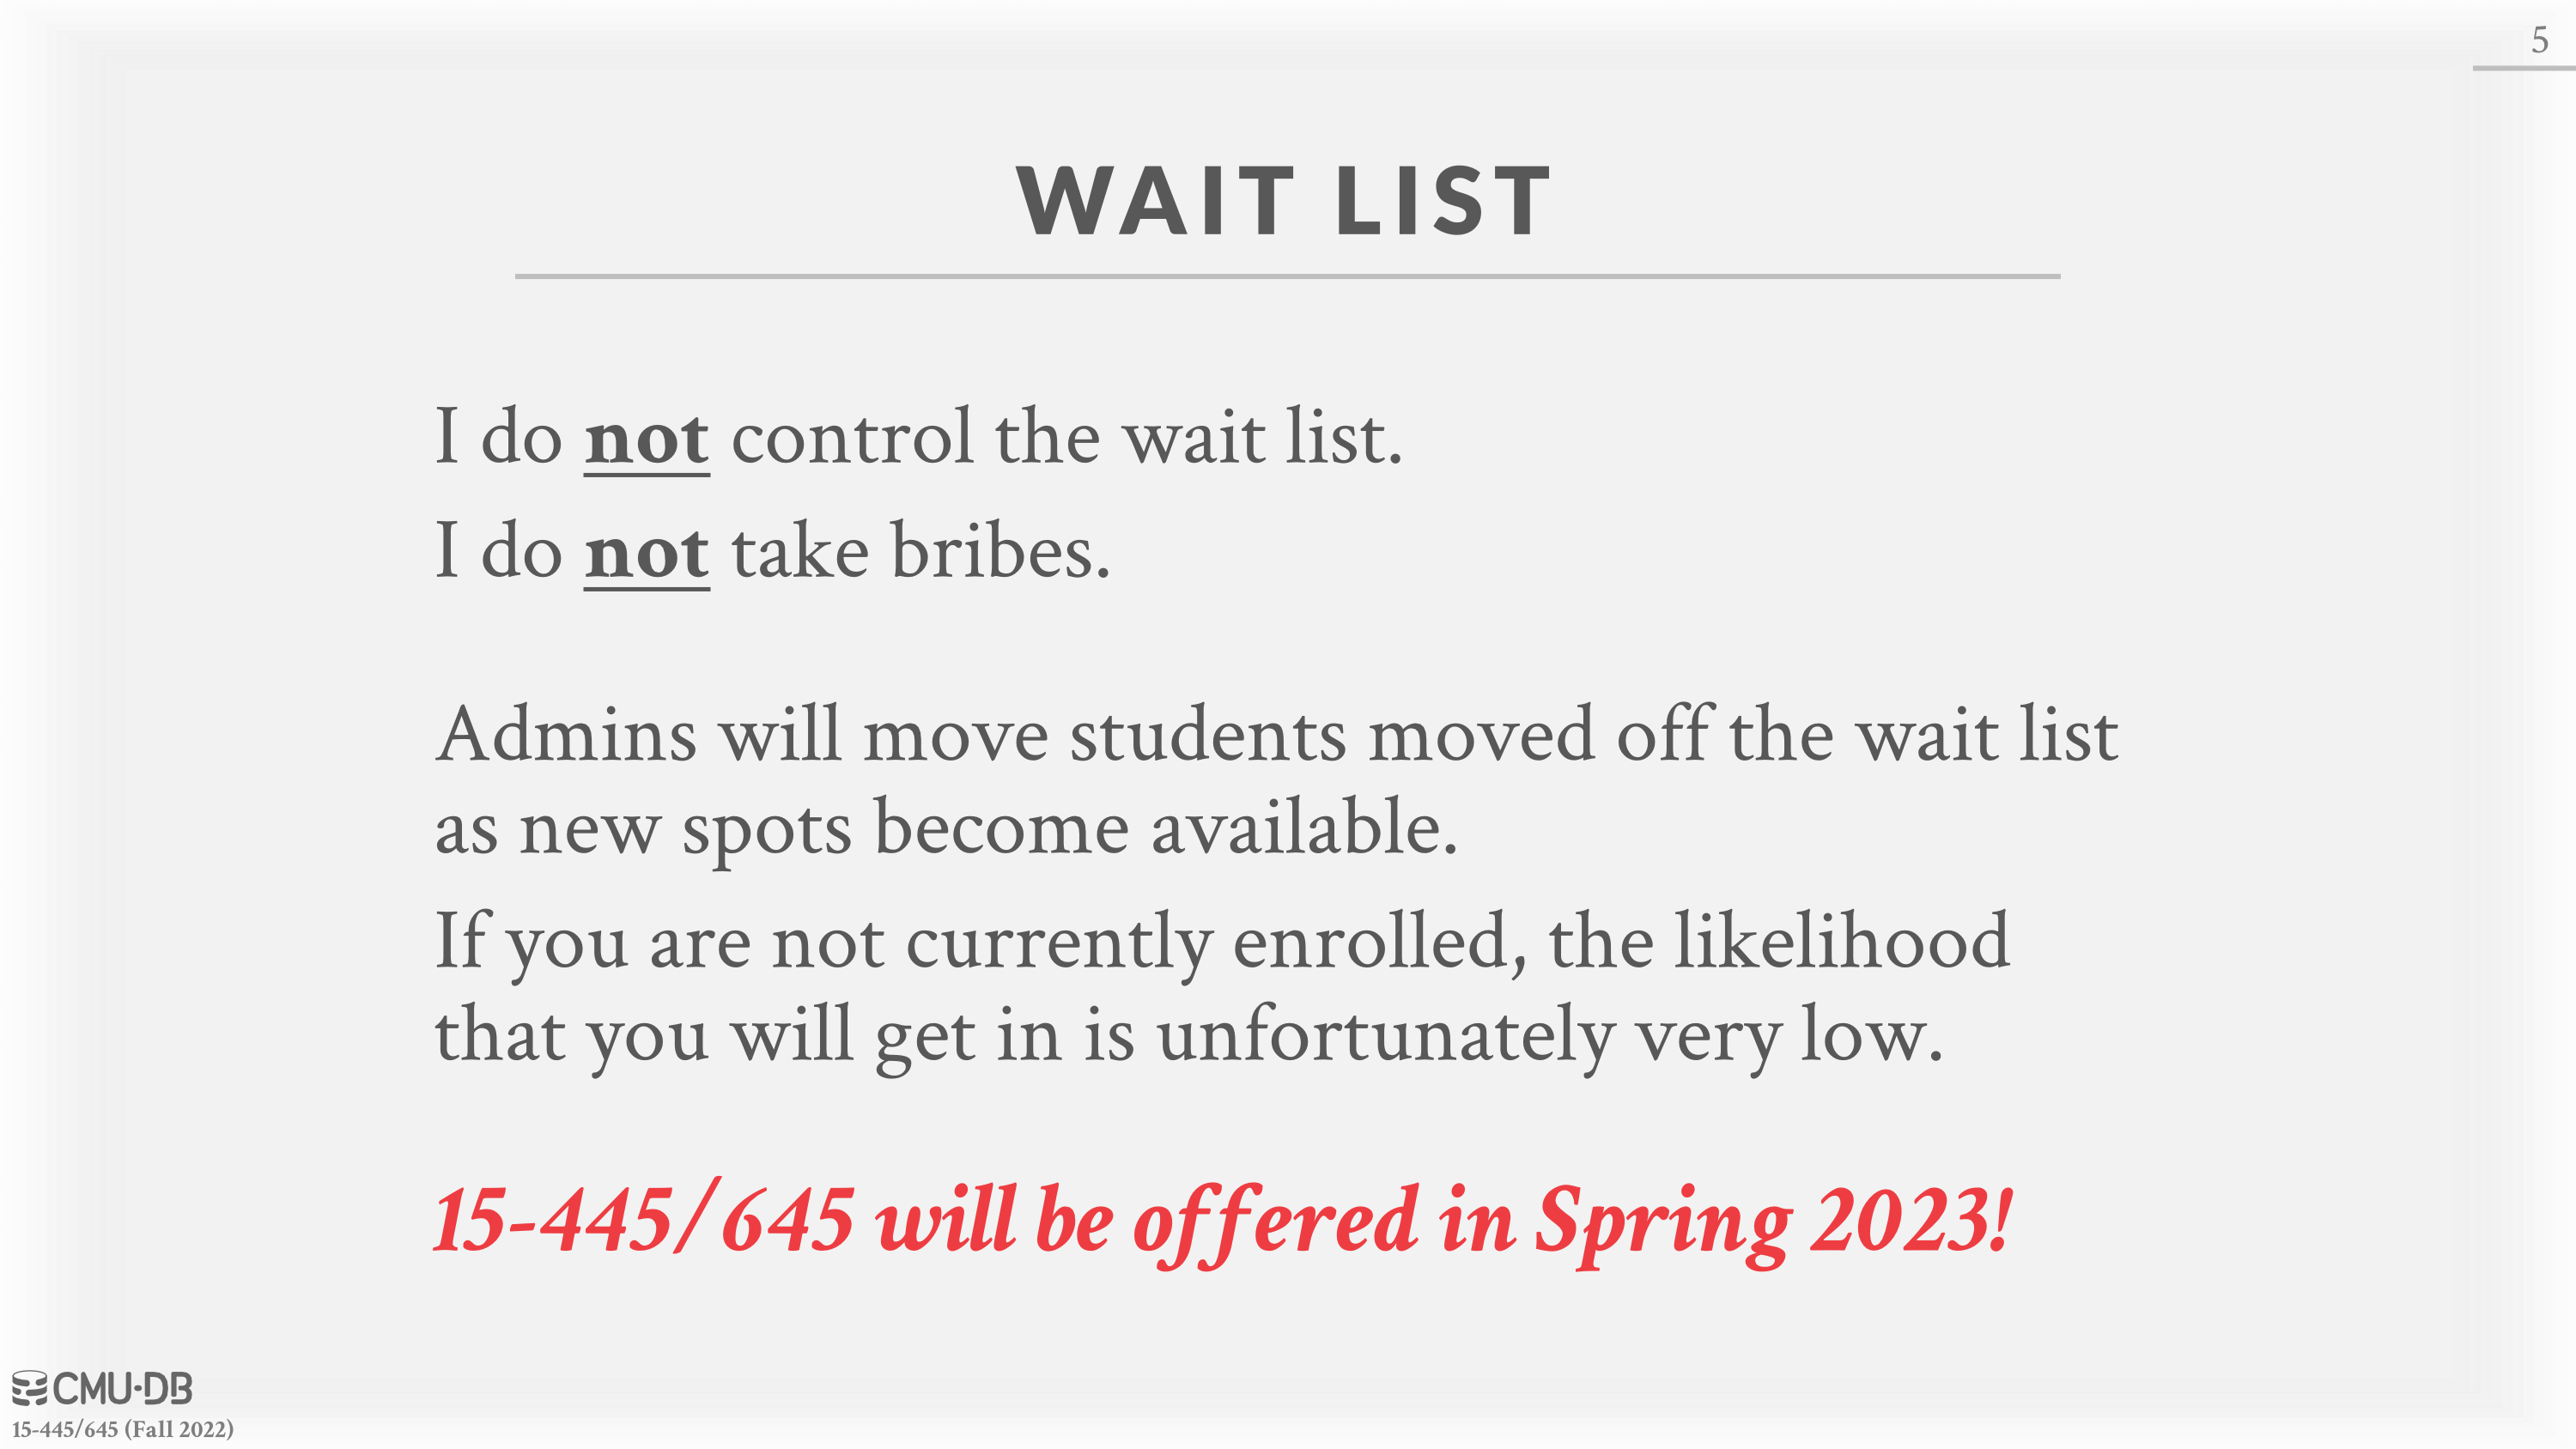 5
WAIT LIST
I do not control the wait list.
I do not take bribes.
Admins will move students moved off the wait list
as new spots become available.
If you are not currently enrolled, the likelihood
that you will get in is unfortunately very low.
15-445/645 will be offered in Spring 2023!
CMU·DB
15-445/645 (Fall 2022)